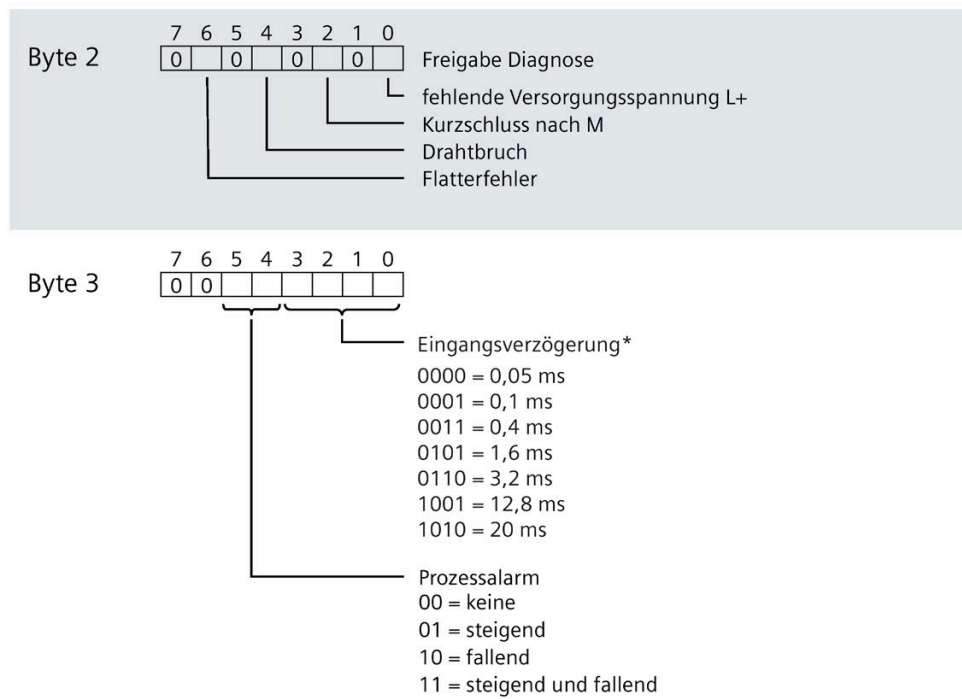 7 6 5 4 3 2 1 0
Byte 2 0 0 0 0 Freigabe Diagnose
fehlende Versorgungsspannung L+
Kurzschluss nach M
Drahtbruch
Flatterfehler
7 6 5 4 3 2 1 0
Byte 3 0 0
Eingangsverzögerung*
0000 = 0,05 ms
0001 = 0,1 ms
0011 = 0,4 ms
0101 = 1,6 ms
0110 = 3,2 ms
1001 = 12,8 ms
1010 = 20 ms
Prozessalarm
00 = keine
01 = steigend
10 = fallend
11 = steigend und fallend